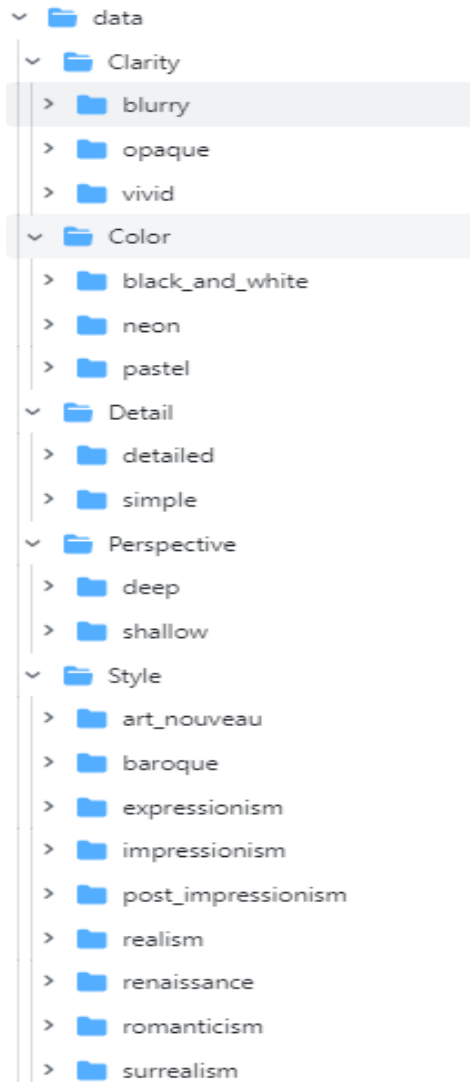 data
Clarity
blurry
opaque
vivid
Color
black_and_white
neon
pastel
Detail
detailed
simple
Perspective
deep
shallow
Style
art_nouveau
baroque
expressionism
impressionism
post_impressionism
realism
renaissance
romanticism
surrealism